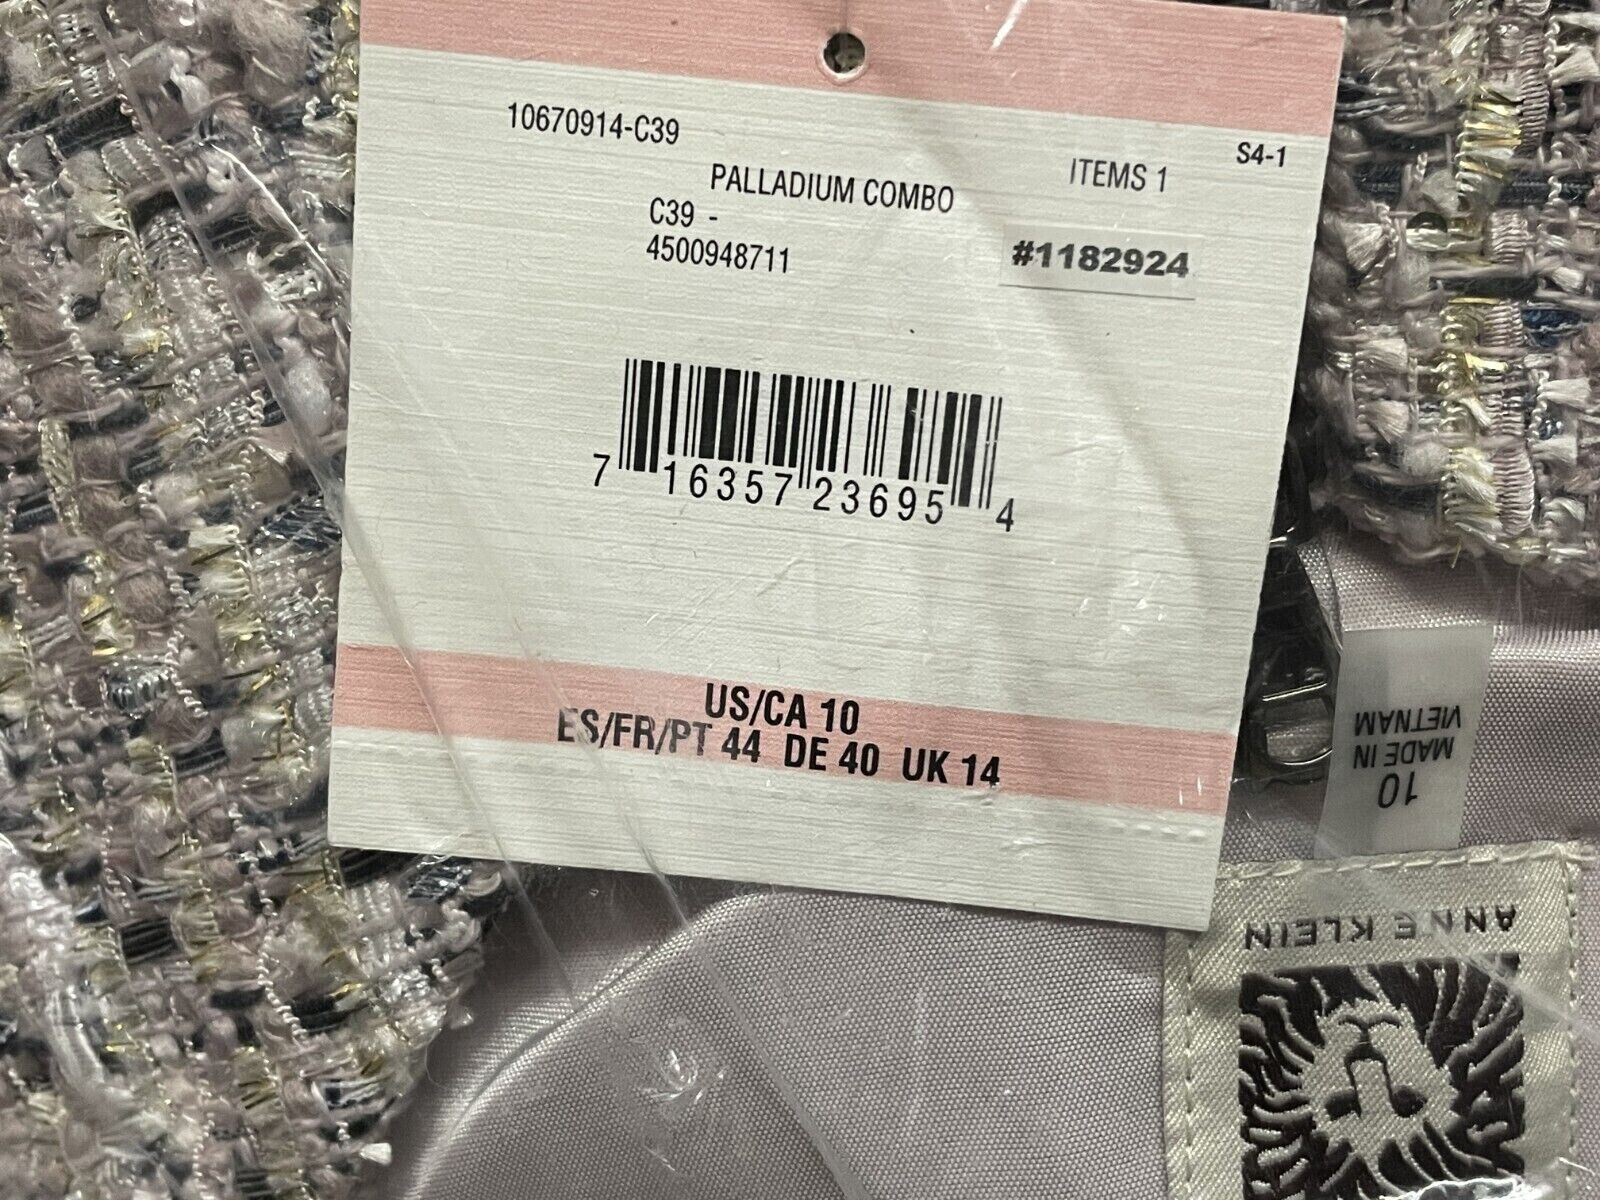 10670914-C39
S4-1
PALLADIUM COMBO
ITEMS 1
C39 -
4500948711
#1182924
7 16357 23695 4
US/CA 10
ES/FR/PT 44 DE 40 UK 14
10
MADE IN
VIETNAM
ANNE KLEIN